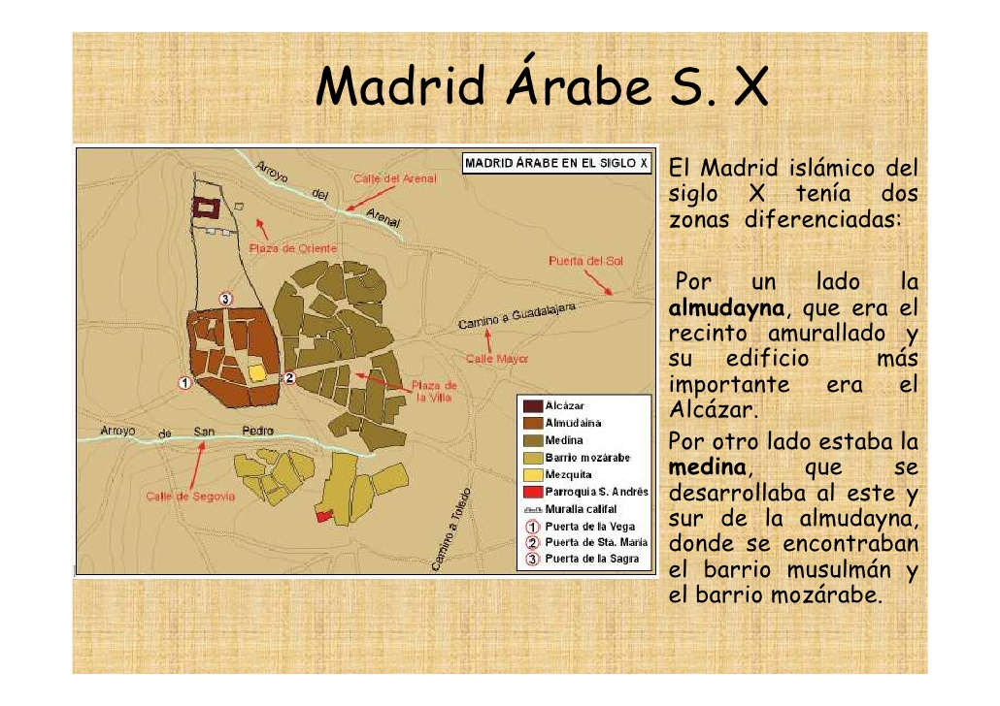 Madrid Árabe S. X
MADRID ÁRABE EN EL SIGLO X
Arroyo del Arenal
Calle del Arenal
Plaza de Oriente
Puerta del Sol
3
Camino a Guadalajara
Calle Mayor
1
2
Plaza de
la Villa
Arroyo de San Pedro
Calle de Segovia
Camino a Toledo
Alcázar
Almudaina
Medina
Barrio mozárabe
Mezquita
Parroquia S. Andrés
Muralla califal
1 Puerta de la Vega
2 Puerta de Sta. María
3 Puerta de la Sagra
El Madrid islámico del
siglo X tenía dos
zonas diferenciadas:
Por un lado la
almudayna, que era el
recinto amurallado y
su edificio más
importante era el
Alcázar.
Por otro lado estaba la
medina, que se
desarrollaba al este y
sur de la almudayna,
donde se encontraban
el barrio musulmán y
el barrio mozárabe.